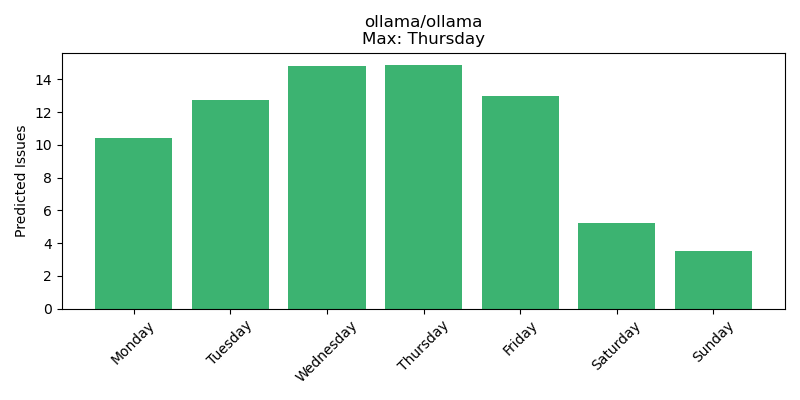 ollama/ollama
Max: Thursday
Predicted Issues
14
12
10
8
6
4
2
0
Monday
Tuesday
Wednesday
Thursday
Friday
Saturday
Sunday